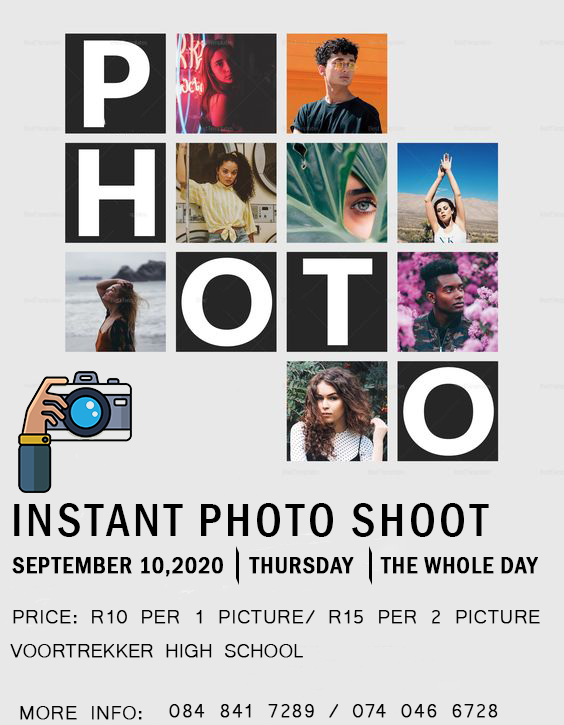 P
H
O T
O
INSTANT PHOTO SHOOT
SEPTEMBER 10,2020 | THURSDAY | THE WHOLE DAY
PRICE: R10 PER 1 PICTURE/ R15 PER 2 PICTURE
VOORTREKKER HIGH SCHOOL
MORE INFO: 084 841 7289 / 074 046 6728